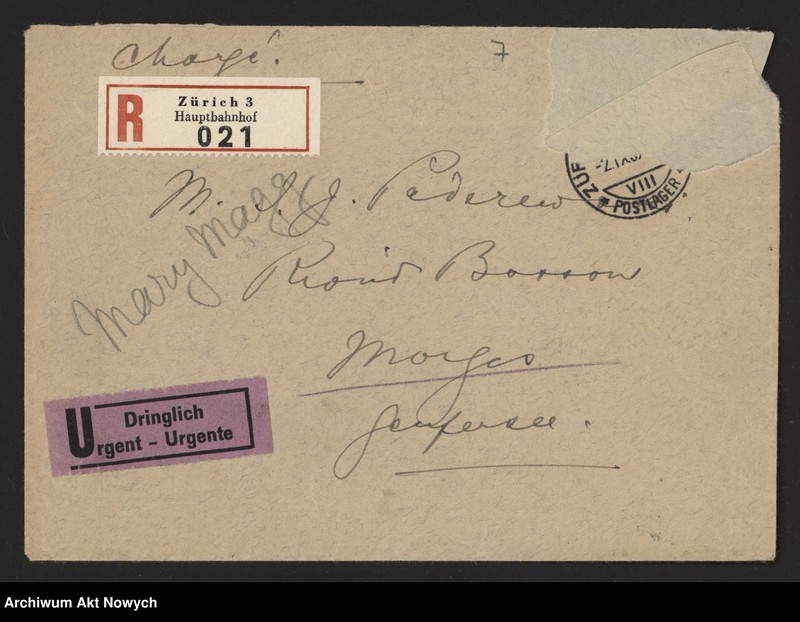 Chargé.
7
R
Zürich 3
Hauptbahnhof
021
VIII
POSTLAGER
M. I. J. Paderew
Mary
Riond Bosson
Morges
Genfersee.
Dringlich
Urgent - Urgente
Archiwum Akt Nowych